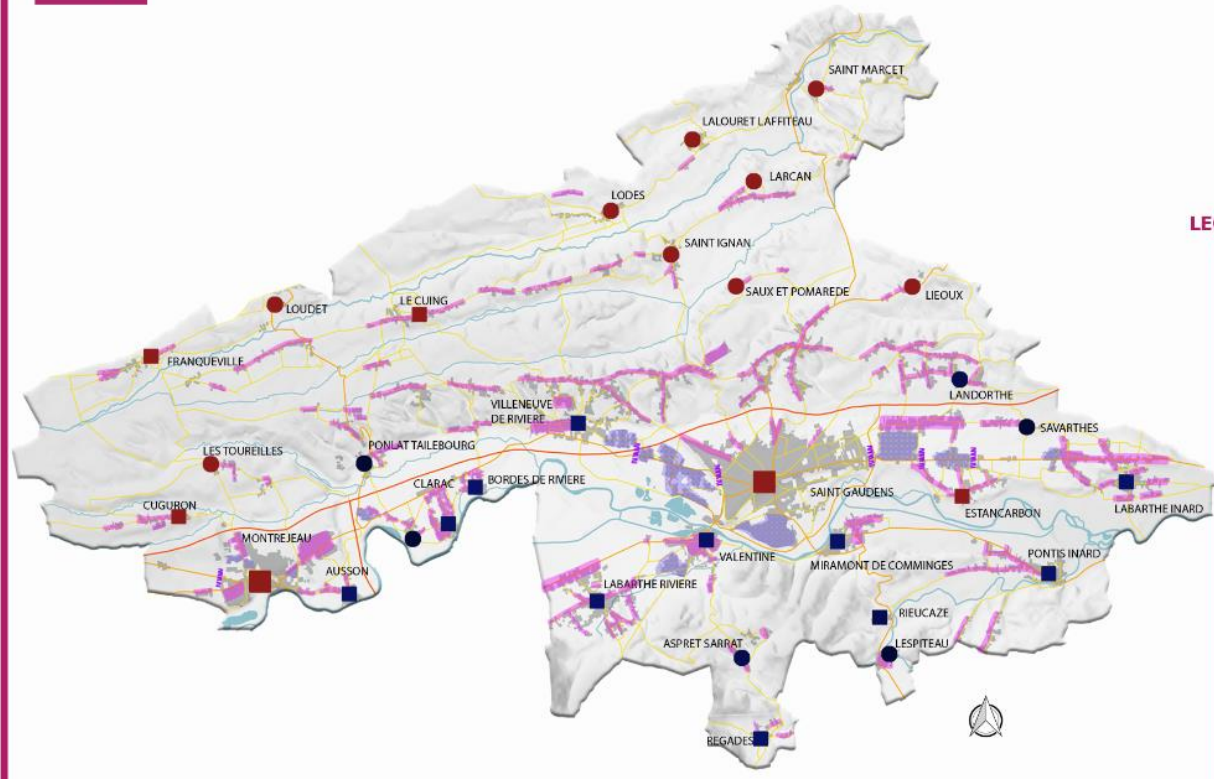 SAINT MARCET
LALOURET LAFFITEAU
LARCAN
LODES
LE
SAINT IGNAN
SAUX ET POMAREDE
LIEOUX
LOUDET
LE CUING
FRANQUEVILLE
LANDORTHE
VILLENEUVE
DE RIVIERE
SAVARTHES
PONLAT TAILEBOURG
LES TOUREILLES
CLARAC
BORDES DE RIVIERE
SAINT GAUDENS
CUGURON
ESTANCARBON
LABARTHE INARD
MONTREJEAU
AUSSON
VALENTINE
MIRAMONT DE COMMINGES
PONTIS INARD
LABARTHE RIVIERE
RIEUCAZE
ASPRET SARRAT
LESPITEAU
REGADES